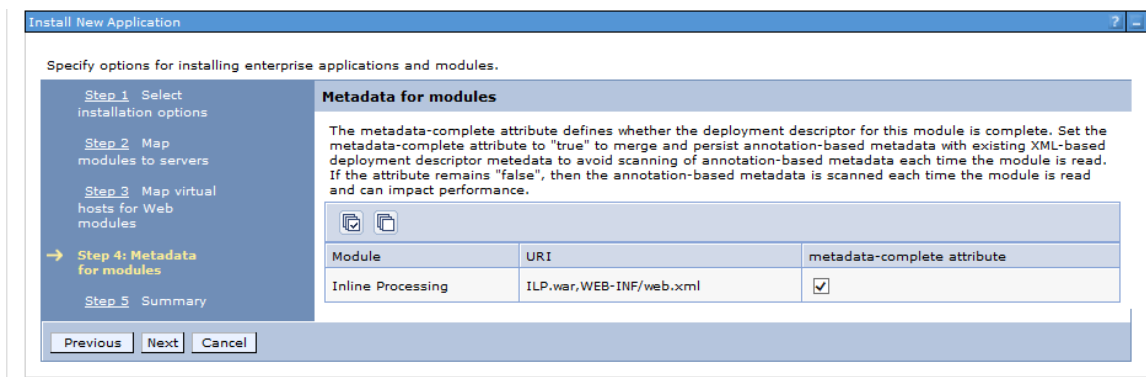 Install New Application
? –
Specify options for installing enterprise applications and modules.
Step 1 Select
installation options
Step 2 Map
modules to servers
Step 3 Map virtual
hosts for Web
modules
Step 4: Metadata
for modules
Step 5 Summary
Metadata for modules
The metadata-complete attribute defines whether the deployment descriptor for this module is complete. Set the
metadata-complete attribute to "true" to merge and persist annotation-based metadata with existing XML-based
deployment descriptor metedata to avoid scanning of annotation-based metadata each time the module is read.
If the attribute remains "false", then the annotation-based metadata is scanned each time the module is read
and can impact performance.
Module URI metadata-complete attribute
Inline Processing ILP.war,WEB-INF/web.xml
Previous Next Cancel